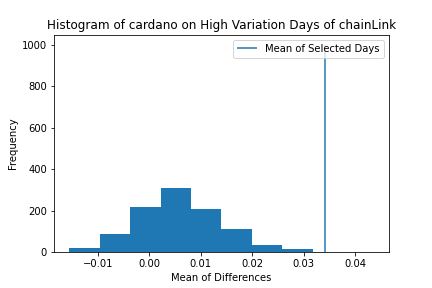 Histogram of cardano on High Variation Days of chainLink
Mean of Selected Days
1000
800
600
400
200
0
Frequency
−0.01 0.00 0.01 0.02 0.03 0.04
Mean of Differences